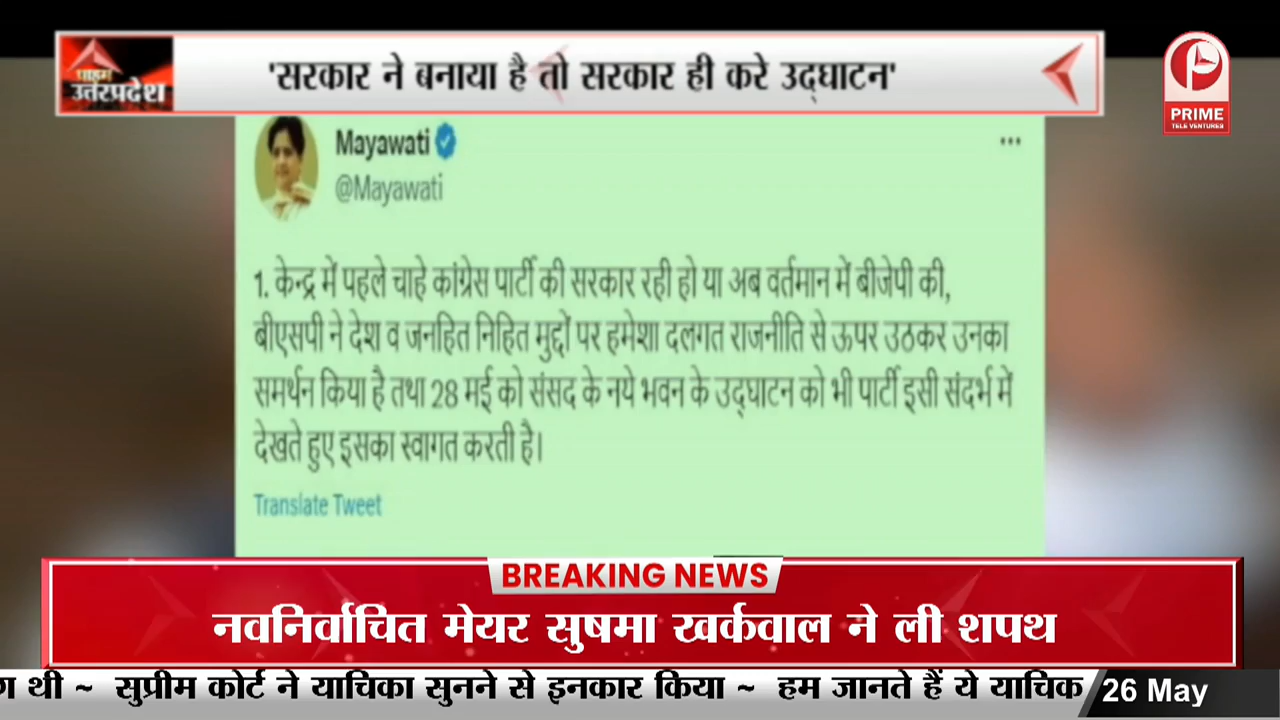 प्राइम
उत्तरप्रदेश
'सरकार ने बनाया है तो सरकार ही करे उद्घाटन'
PRIME
TELE VENTURES
Mayawati
@Mayawati
1. केन्द्र में पहले चाहे कांग्रेस पार्टी की सरकार रही हो या अब वर्तमान में बीजेपी की,
बीएसपी ने देश व जनहित निहित मुद्दों पर हमेशा दलगत राजनीति से ऊपर उठकर उनका
समर्थन किया है तथा 28 मई को संसद के नये भवन के उद्घाटन को भी पार्टी इसी संदर्भ में
देखते हुए इसका स्वागत करती है।
Translate Tweet
BREAKING NEWS
नवनिर्वाचित मेयर सुषमा खर्कवाल ने ली शपथ
थी ~ सुप्रीम कोर्ट ने याचिका सुनने से इनकार किया ~ हम जानते हैं ये याचिक
26 May